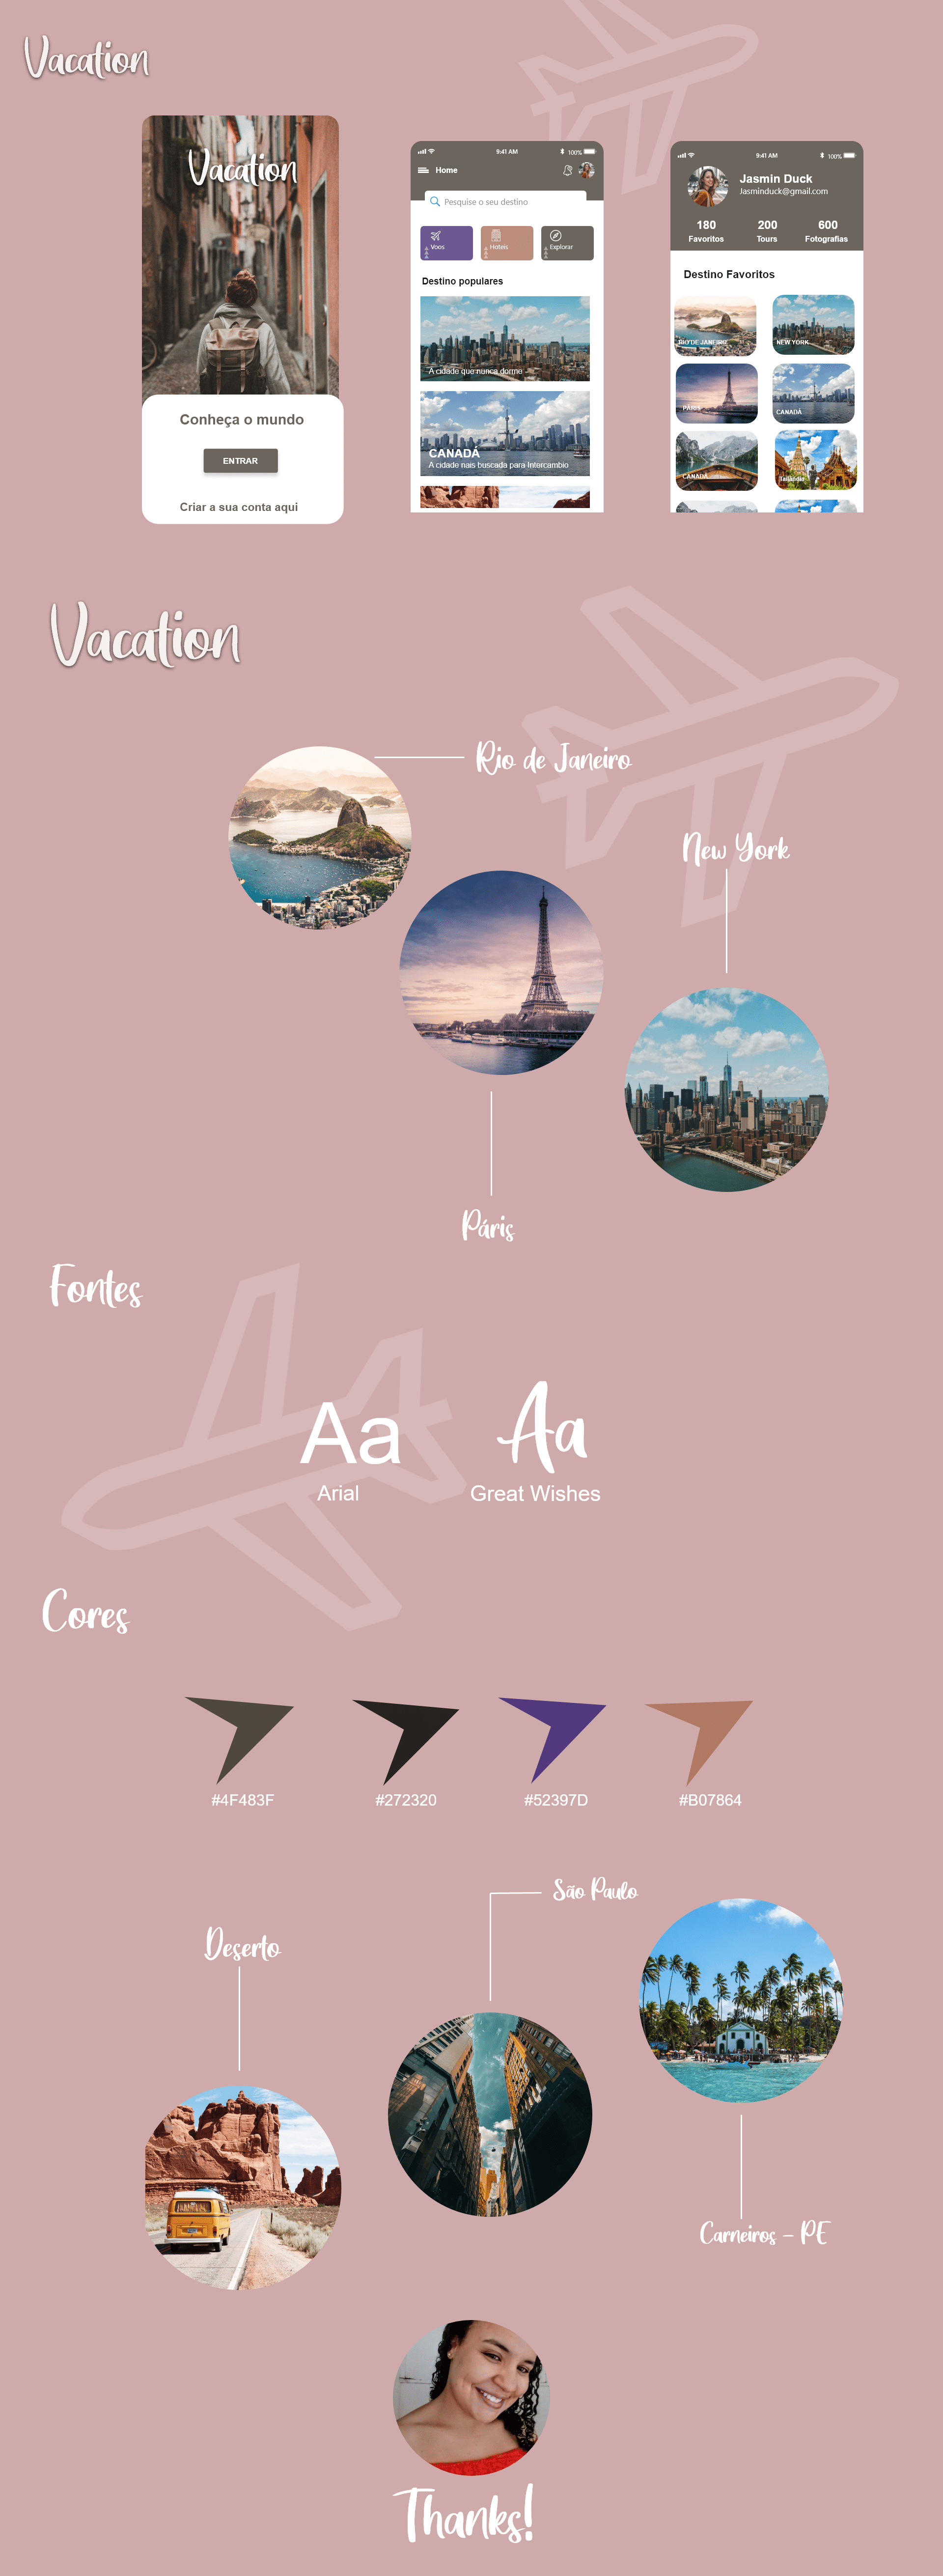 Vacation
Vacation
Conheça o mundo
ENTRAR
Criar a sua conta aqui
9:41 AM
100%
Home
Pesquise o seu destino
Voos
Hoteis
Explorar
Destino populares
A cidade que nunca dorme
CANADÁ
A cidade nais buscada para Intercambio
9:41 AM
100%
Jasmin Duck
Jasminduck@gmail.com
180
200
600
Favoritos
Tours
Fotografias
Destino Favoritos
RIO DE JANEIRO
NEW YORK
PÁRIS
CANADÁ
CANADÁ
Tailândia
Vacation
Rio de Janeiro
New York
Páris
Fontes
Aa
Aa
Arial
Great Wishes
Cores
#4F483F
#272320
#52397D
#B07864
São Paulo
Deserto
Carneiros - PE
Thanks!